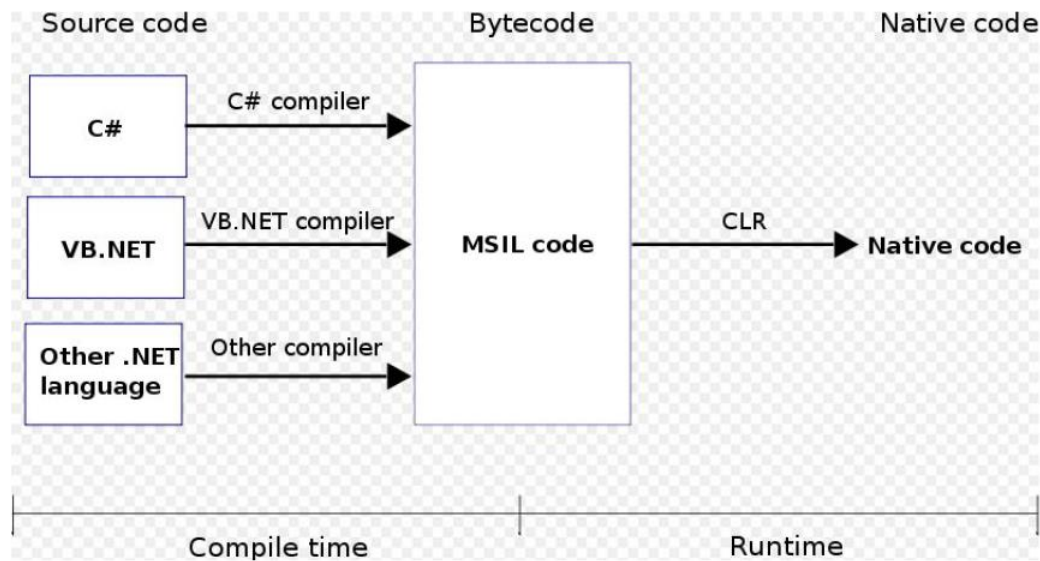 Source code
Bytecode
Native code
C# compiler
C#
VB.NET compiler
VB.NET
MSIL code
CLR
Native code
Other compiler
Other .NET
language
Compile time
Runtime